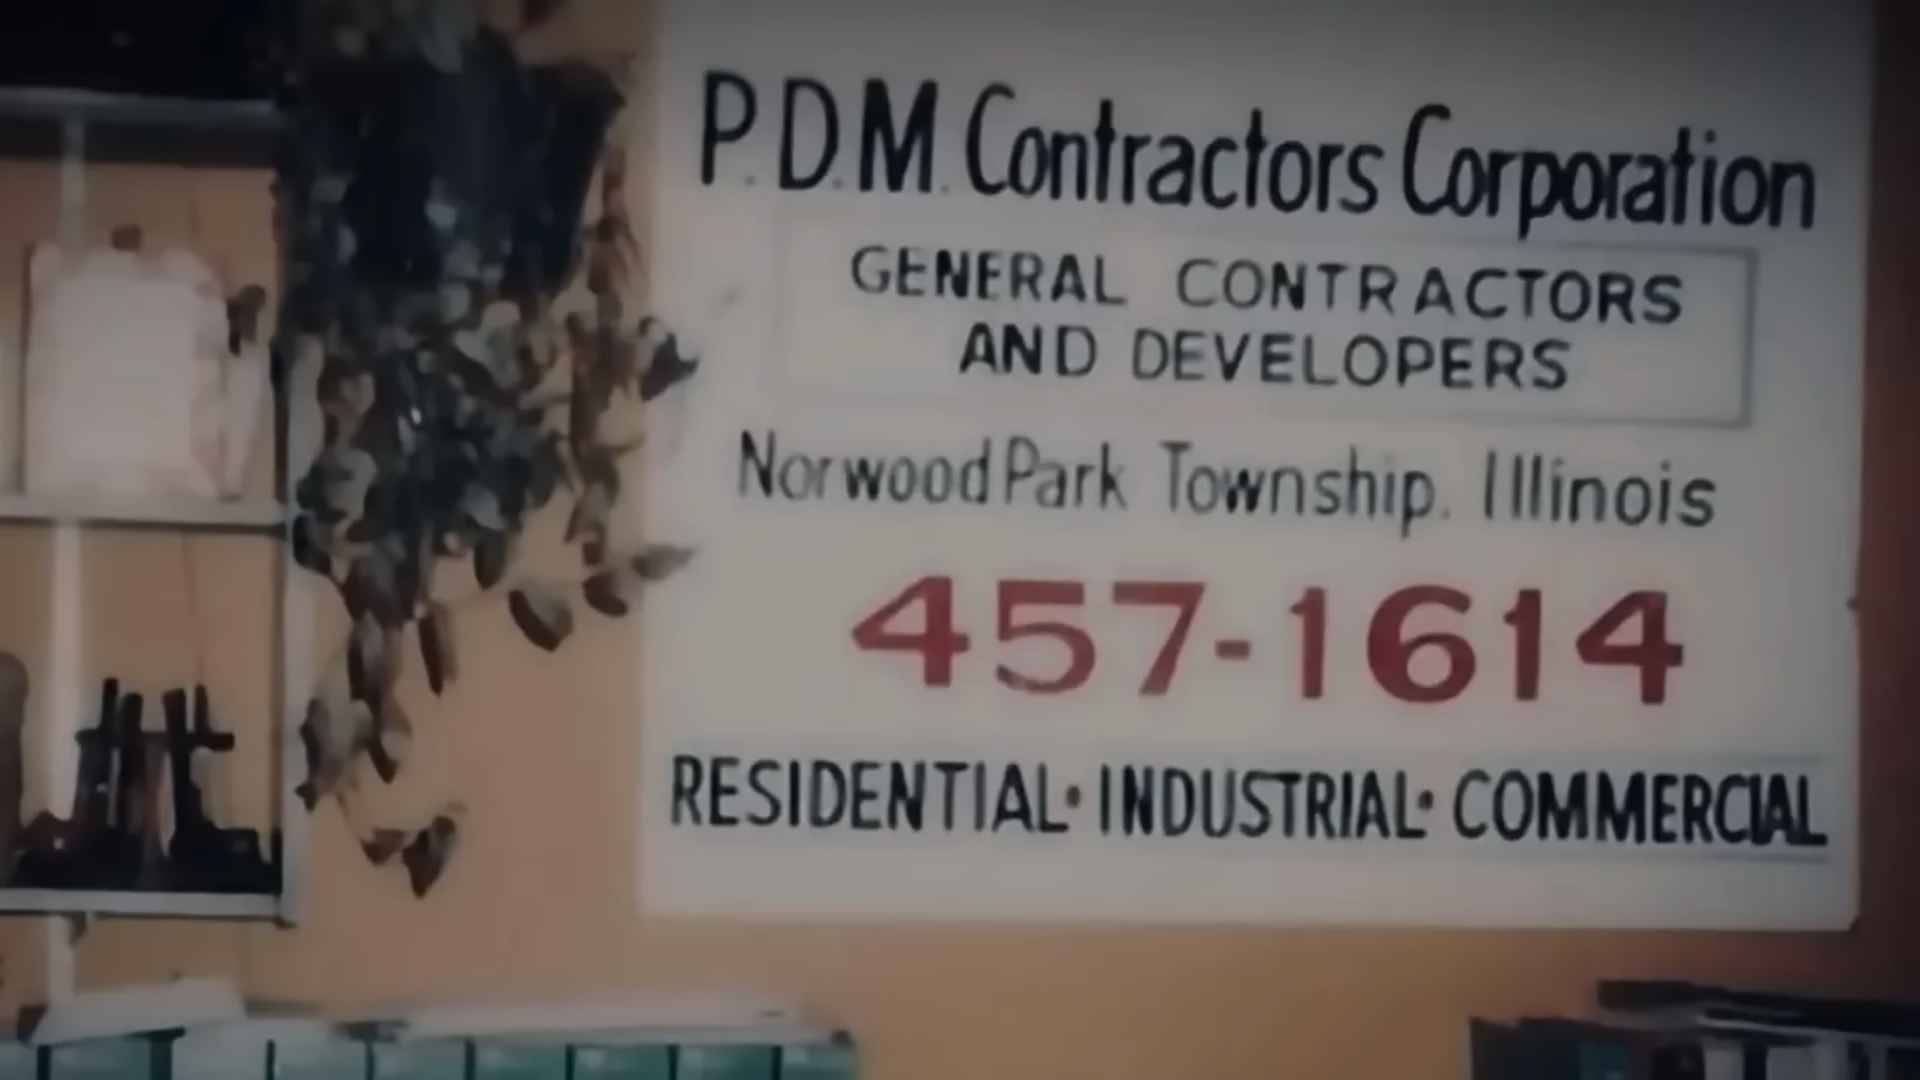 P.D.M. Contractors Corporation
GENERAL CONTRACTORS
AND DEVELOPERS
Norwood Park Township. Illinois
457-1614
RESIDENTIAL • INDUSTRIAL • COMMERCIAL